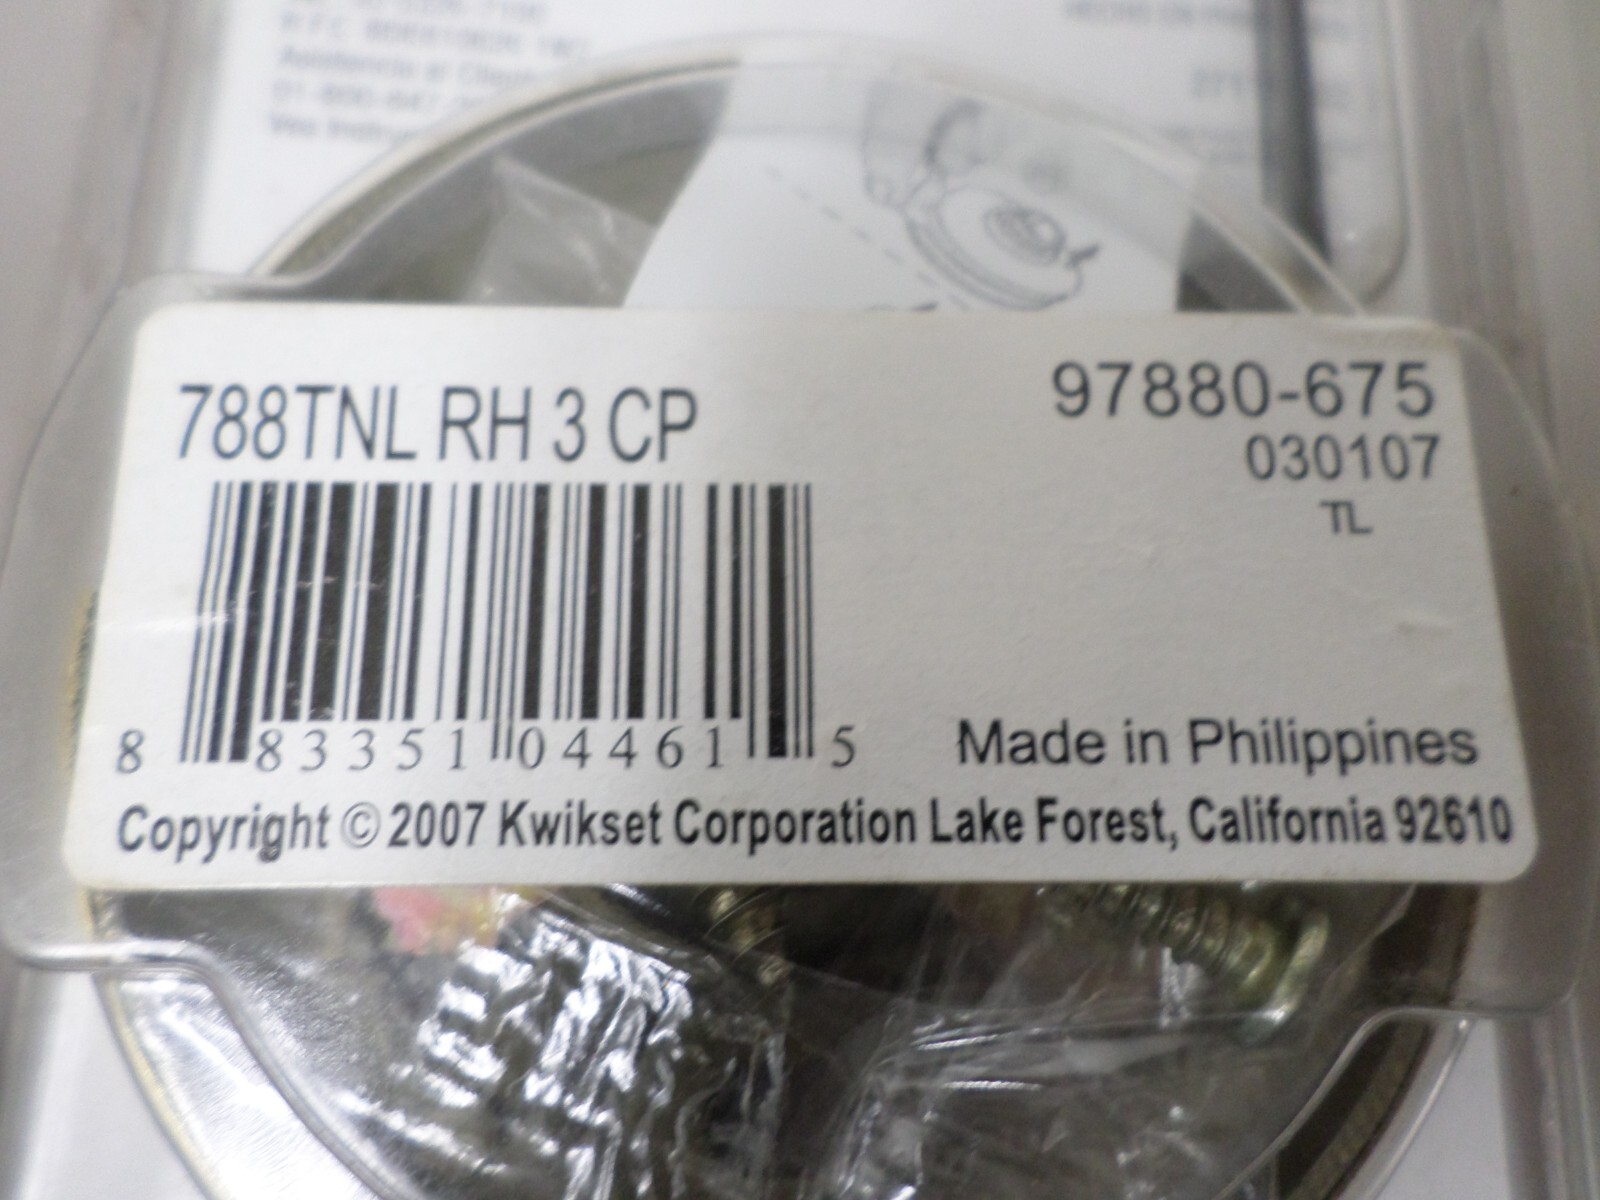 788TNL RH 3 CP
97880-675
030107
TL
8 83351 04461 5
Made in Philippines
Copyright © 2007 Kwikset Corporation Lake Forest, California 92610